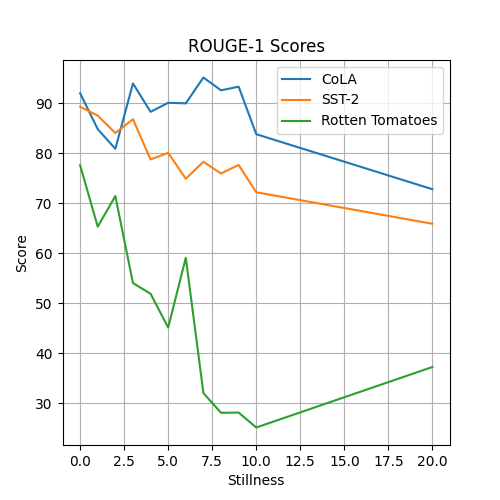 ROUGE-1 Scores
CoLA
SST-2
Rotten Tomatoes
90
80
70
60
50
40
30
Score
0.0 2.5 5.0 7.5 10.0 12.5 15.0 17.5 20.0
Stillness